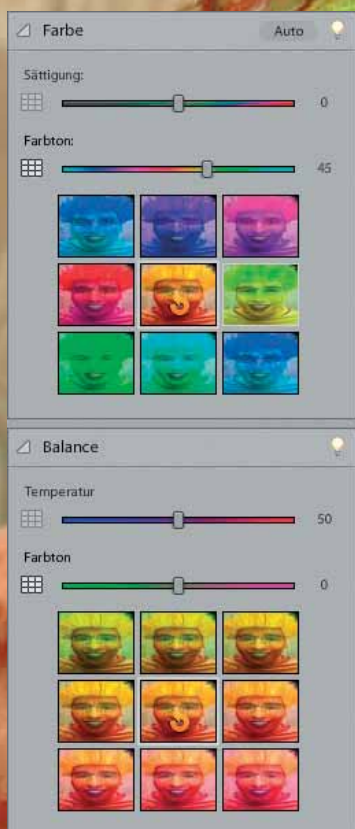 Farbe Auto
Sättigung:
0
Farbton:
45
Balance
Temperatur
50
Farbton
0